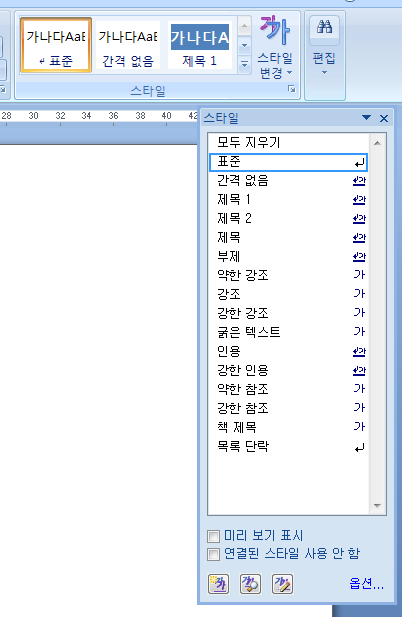 가나다AaB 가나다AaB 가나다A
↵ 표준 간격 없음 제목 1
스타일 변경
편집
스타일
28 30 32 34 36 38 40 42
스타일
모두 지우기
표준
간격 없음
제목 1
제목 2
제목
부제
약한 강조
강조
강한 강조
굵은 텍스트
인용
강한 인용
약한 참조
강한 참조
책 제목
목록 단락
미리 보기 표시
연결된 스타일 사용 안 함
옵션...